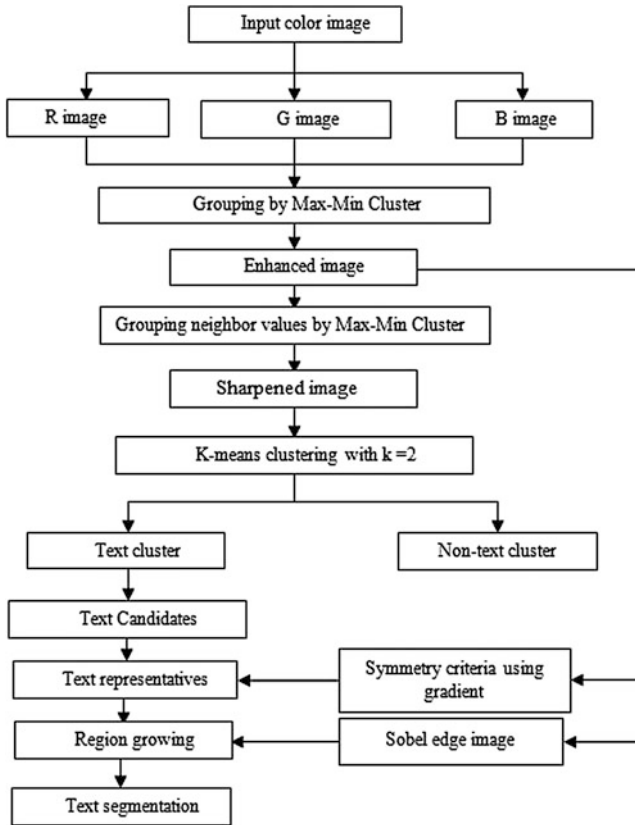 Input color image
R image
G image
B image
Grouping by Max-Min Cluster
Enhanced image
Grouping neighbor values by Max-Min Cluster
Sharpened image
K-means clustering with k =2
Text cluster
Non-text cluster
Text Candidates
Text representatives
Symmetry criteria using
gradient
Region growing
Sobel edge image
Text segmentation